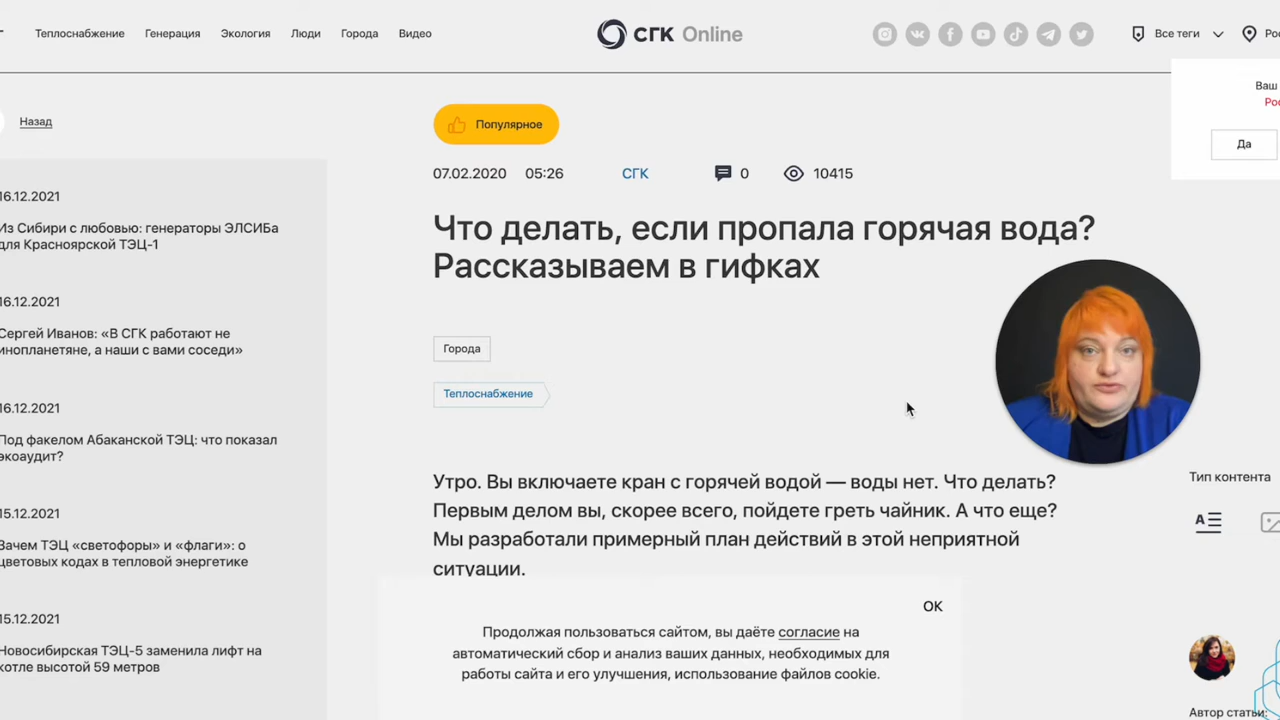 Теплоснабжение Генерация Экология Люди Города Видео
СГК Online
Все теги
Назад
Популярное
07.02.2020 05:26 СГК 0 10415
Что делать, если пропала горячая вода?
Рассказываем в гифках
Города
Теплоснабжение
Утро. Вы включаете кран с горячей водой — воды нет. Что делать?
Первым делом вы, скорее всего, пойдете греть чайник. А что еще?
Мы разработали примерный план действий в этой неприятной
ситуации.
16.12.2021
Из Сибири с любовью: генераторы ЭЛСИБа
для Красноярской ТЭЦ-1
16.12.2021
Сергей Иванов: «В СГК работают не
инопланетяне, а наши с вами соседи»
16.12.2021
Под факелом Абаканской ТЭЦ: что показал
экоаудит?
15.12.2021
Зачем ТЭЦ «светофоры» и «флаги»: о
цветовых кодах в тепловой энергетике
15.12.2021
Новосибирская ТЭЦ-5 заменила лифт на
котле высотой 59 метров
Ваш
Да
Тип контента
Автор статьи:
OK
Продолжая пользоваться сайтом, вы даёте согласие на
автоматический сбор и анализ ваших данных, необходимых для
работы сайта и его улучшения, использование файлов cookie.